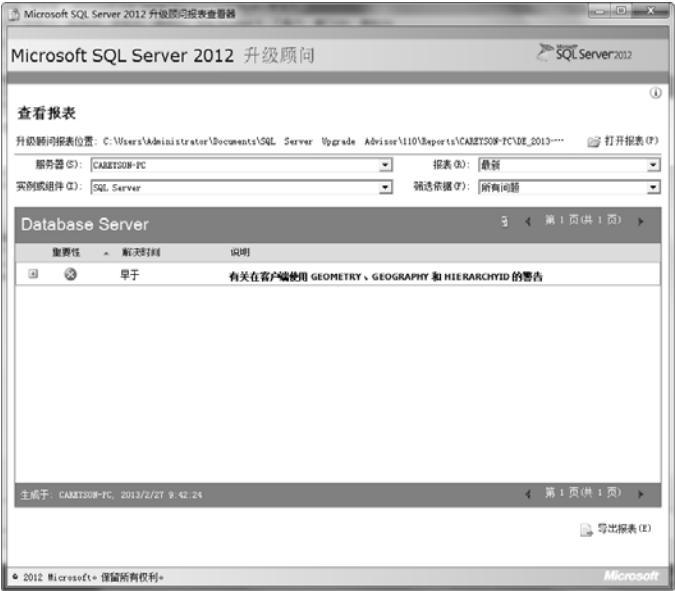 Microsoft SQL Server 2012 升级顾问报表查看器
Microsoft SQL Server 2012 升级顾问
Microsoft SQL Server 2012
查看报表
升级顾问报表位置: C:\Users\Administrator\Documents\SQL Server Upgrade Advisor\110\Reports\CAREYSON-PC\DE_2013-··· 打开报表(P)
服务器(S): CAREYSON-PC 报表(R): 最新
实例或组件(I): SQL Server 筛选依据(F): 所有问题
Database Server 第 1 页(共 1 页)
重要性 解决时间 说明
早于 有关在客户端使用 GEOMETRY、GEOGRAPHY 和 HIERARCHYID 的警告
生成于: CAREYSON-PC, 2013/2/27 9:42:24 第 1 页(共 1 页)
导出报表(E)
© 2012 Microsoft。保留所有权利。 Microsoft